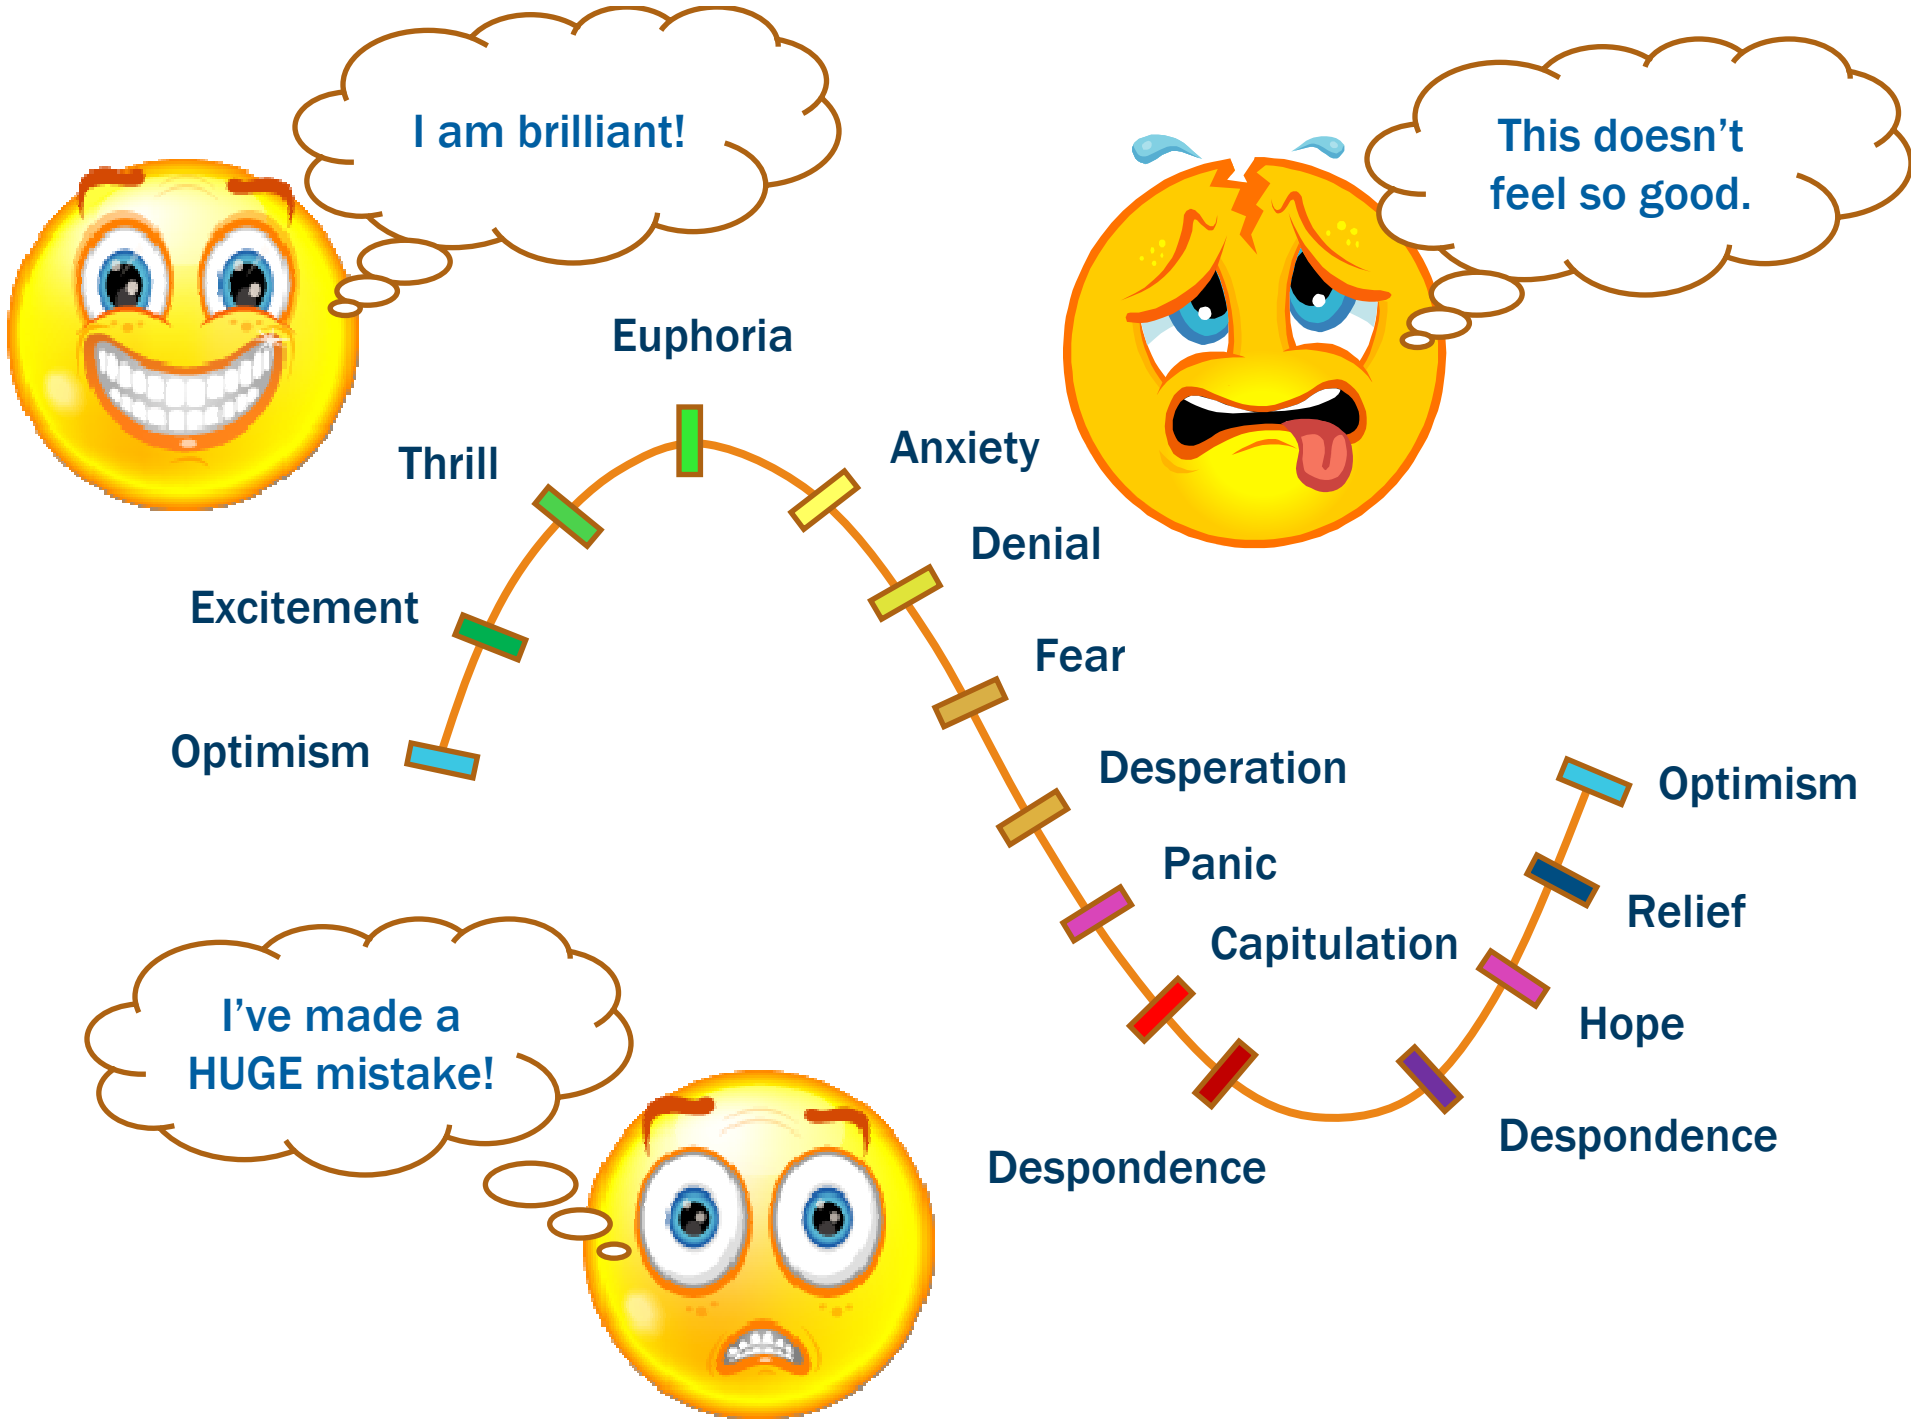 I am brilliant!
This doesn't
feel so good.
Euphoria
Thrill
Anxiety
Denial
Excitement
Fear
Optimism
Desperation
Optimism
Panic
Relief
Capitulation
Hope
I've made a
HUGE mistake!
Despondence
Despondence